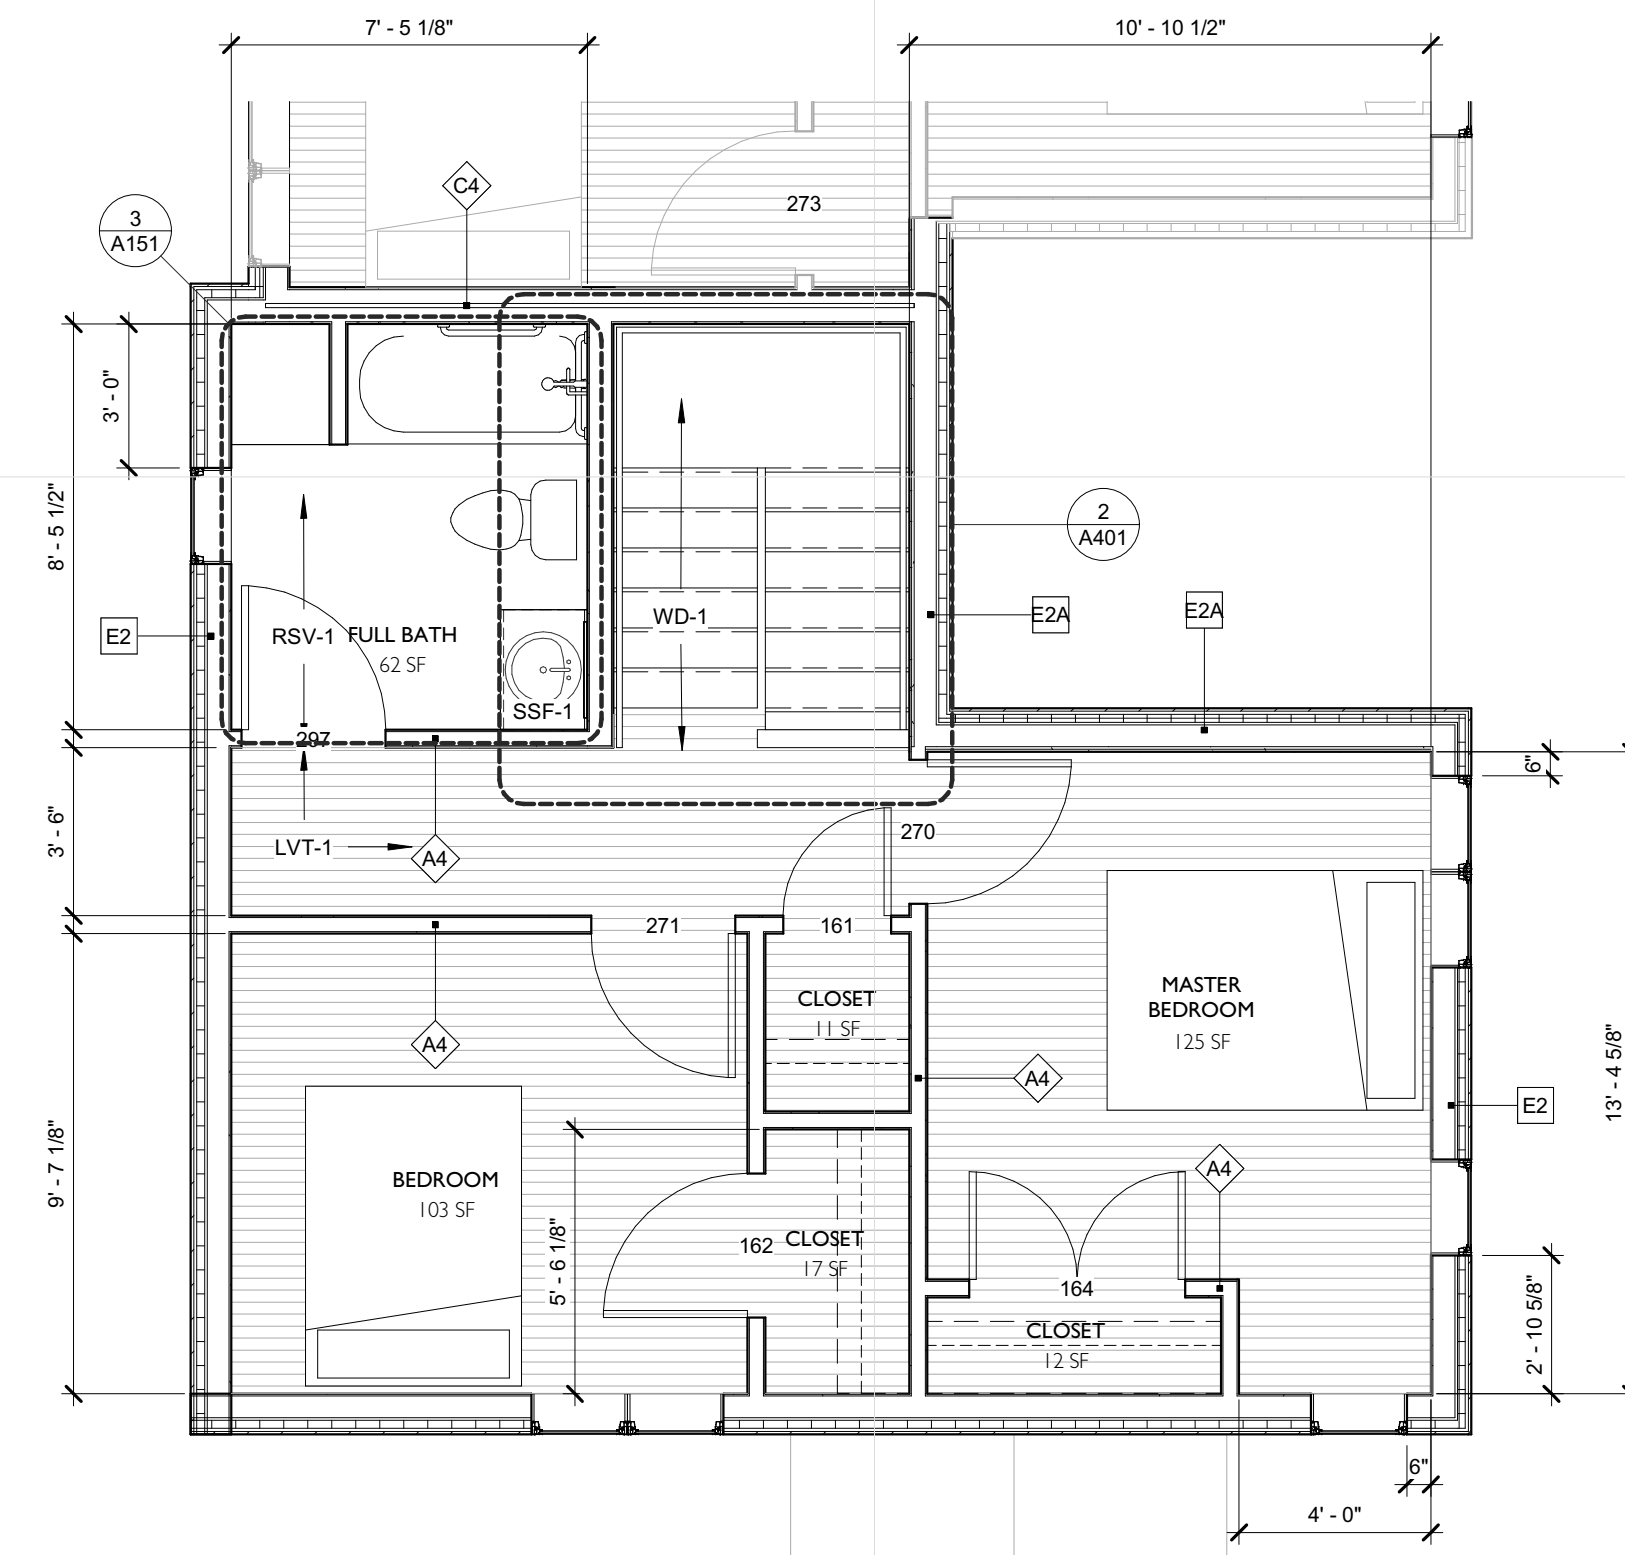 7' - 5 1/8"
10' - 10 1/2"
C4
273
3
A151
3' - 0"
8' - 5 1/2"
2
A401
E2
RSV-1
FULL BATH
62 SF
WD-1
E2A
E2A
SSF-1
297
6"
3' - 6"
LVT-1
A4
270
271
161
MASTER
BEDROOM
125 SF
CLOSET
11 SF
A4
A4
13' - 4 5/8"
E2
9' - 7 1/8"
BEDROOM
103 SF
A4
5' - 6 1/8"
162
CLOSET
17 SF
164
CLOSET
12 SF
2' - 10 5/8"
6"
4' - 0"